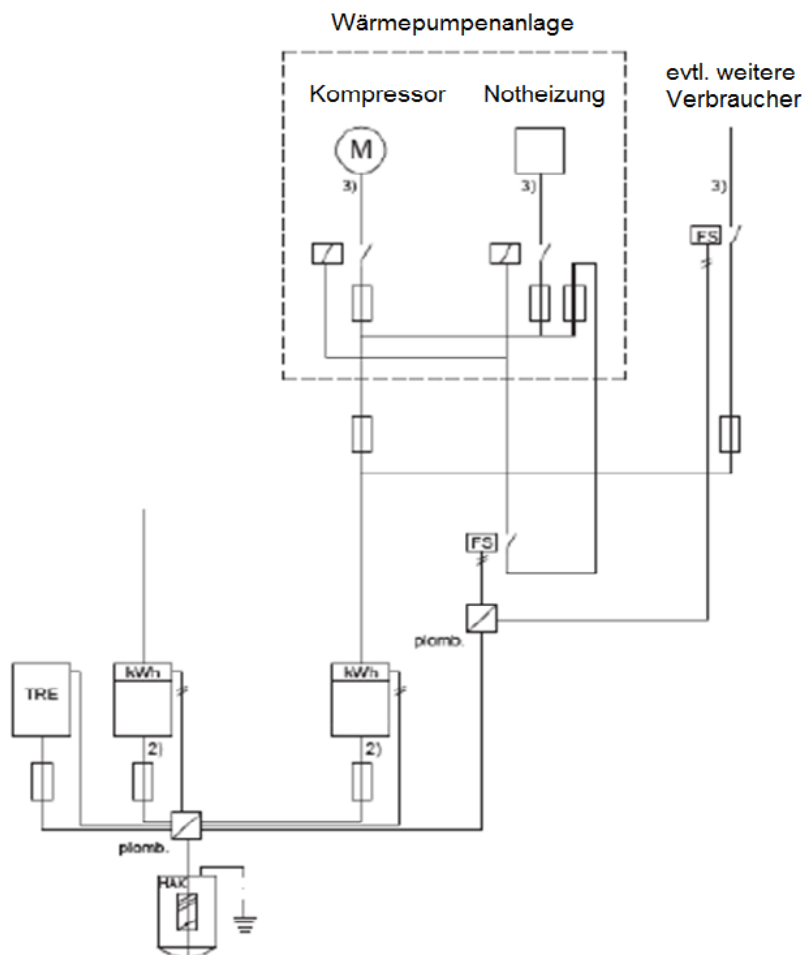 Wärmepumpenanlage
Kompressor
Notheizung
evtl. weitere
Verbraucher
M
3)
3)
3)
FS
FS
plomb.
kWh
kWh
TRE
2)
2)
plomb.
HAK